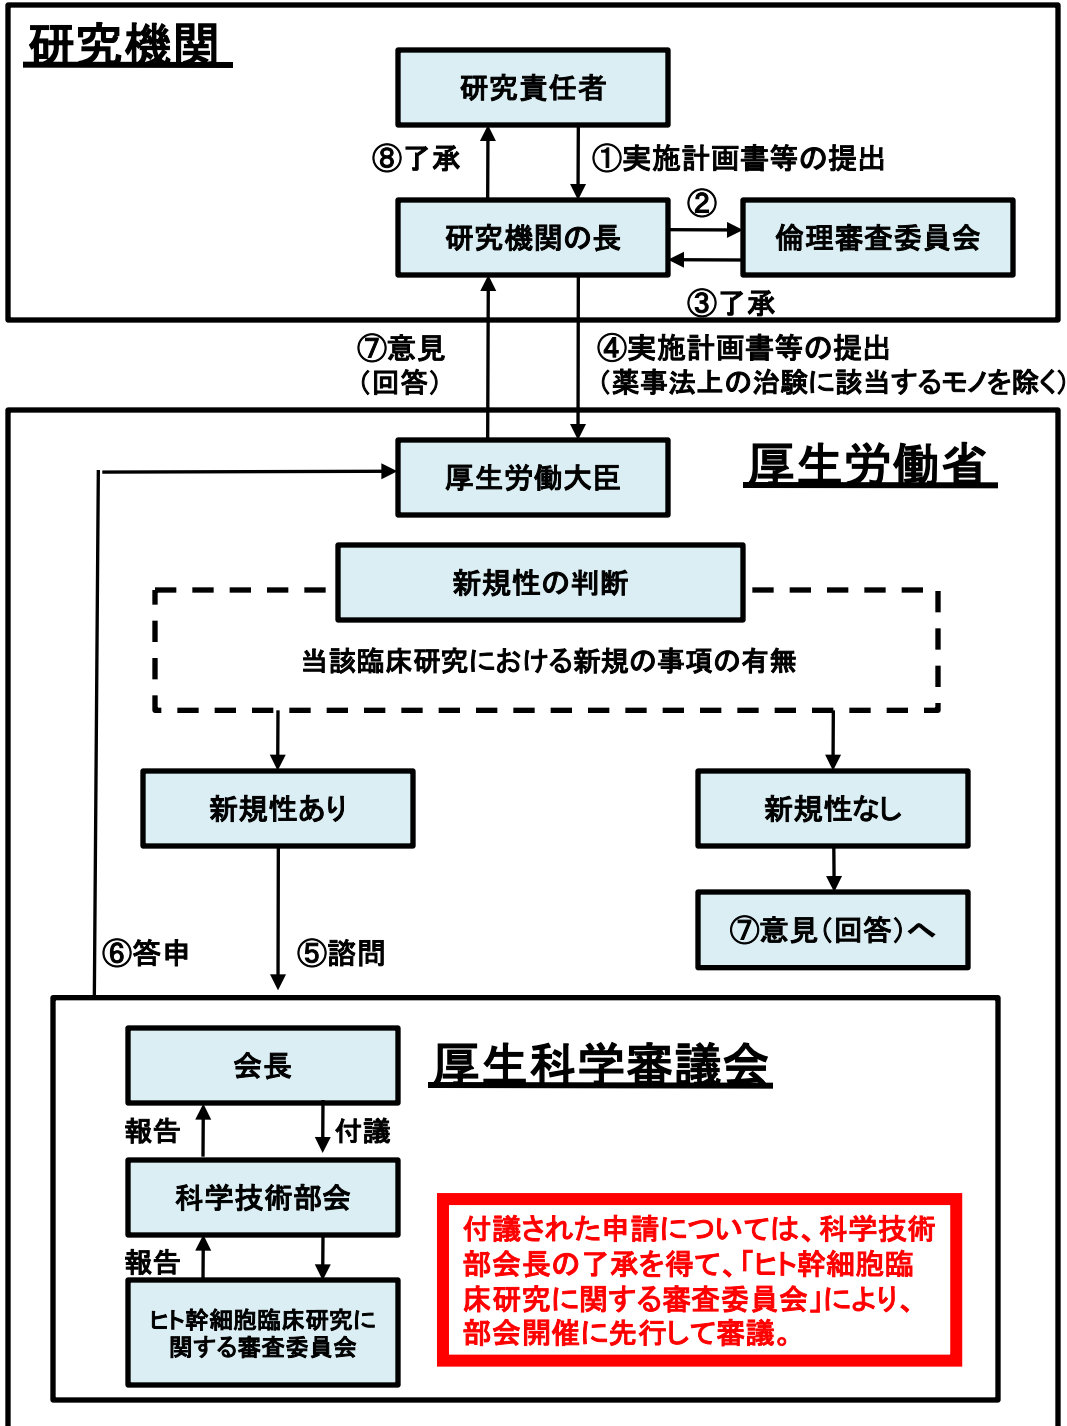 研究機関
研究責任者
⑧了承
①実施計画書等の提出
研究機関の長
②
倫理審査委員会
③了承
⑦意見
（回答）
④実施計画書等の提出
（薬事法上の治験に該当するモノを除く）
厚生労働省
厚生労働大臣
新規性の判断
当該臨床研究における新規の事項の有無
新規性あり
新規性なし
⑦意見（回答）へ
⑥答申
⑤諮問
厚生科学審議会
会長
報告
付議
科学技術部会
報告
ヒト幹細胞臨床研究に
関する審査委員会
付議された申請については、科学技術
部会長の了承を得て、「ヒト幹細胞臨
床研究に関する審査委員会」により、
部会開催に先行して審議。